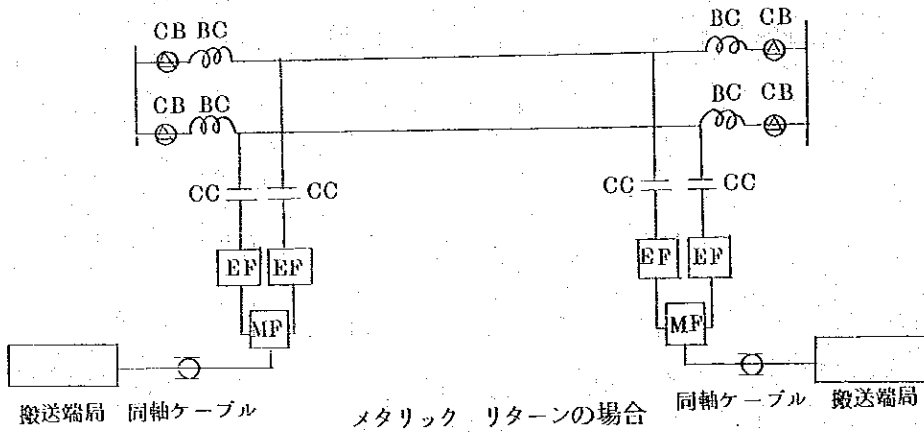 CB BC BC CB
CB BC BC CB
CC CC CC CC
EF EF EF EF
MF MF
搬送端局 同軸ケーブル メタリック リターンの場合 同軸ケーブル 搬送端局